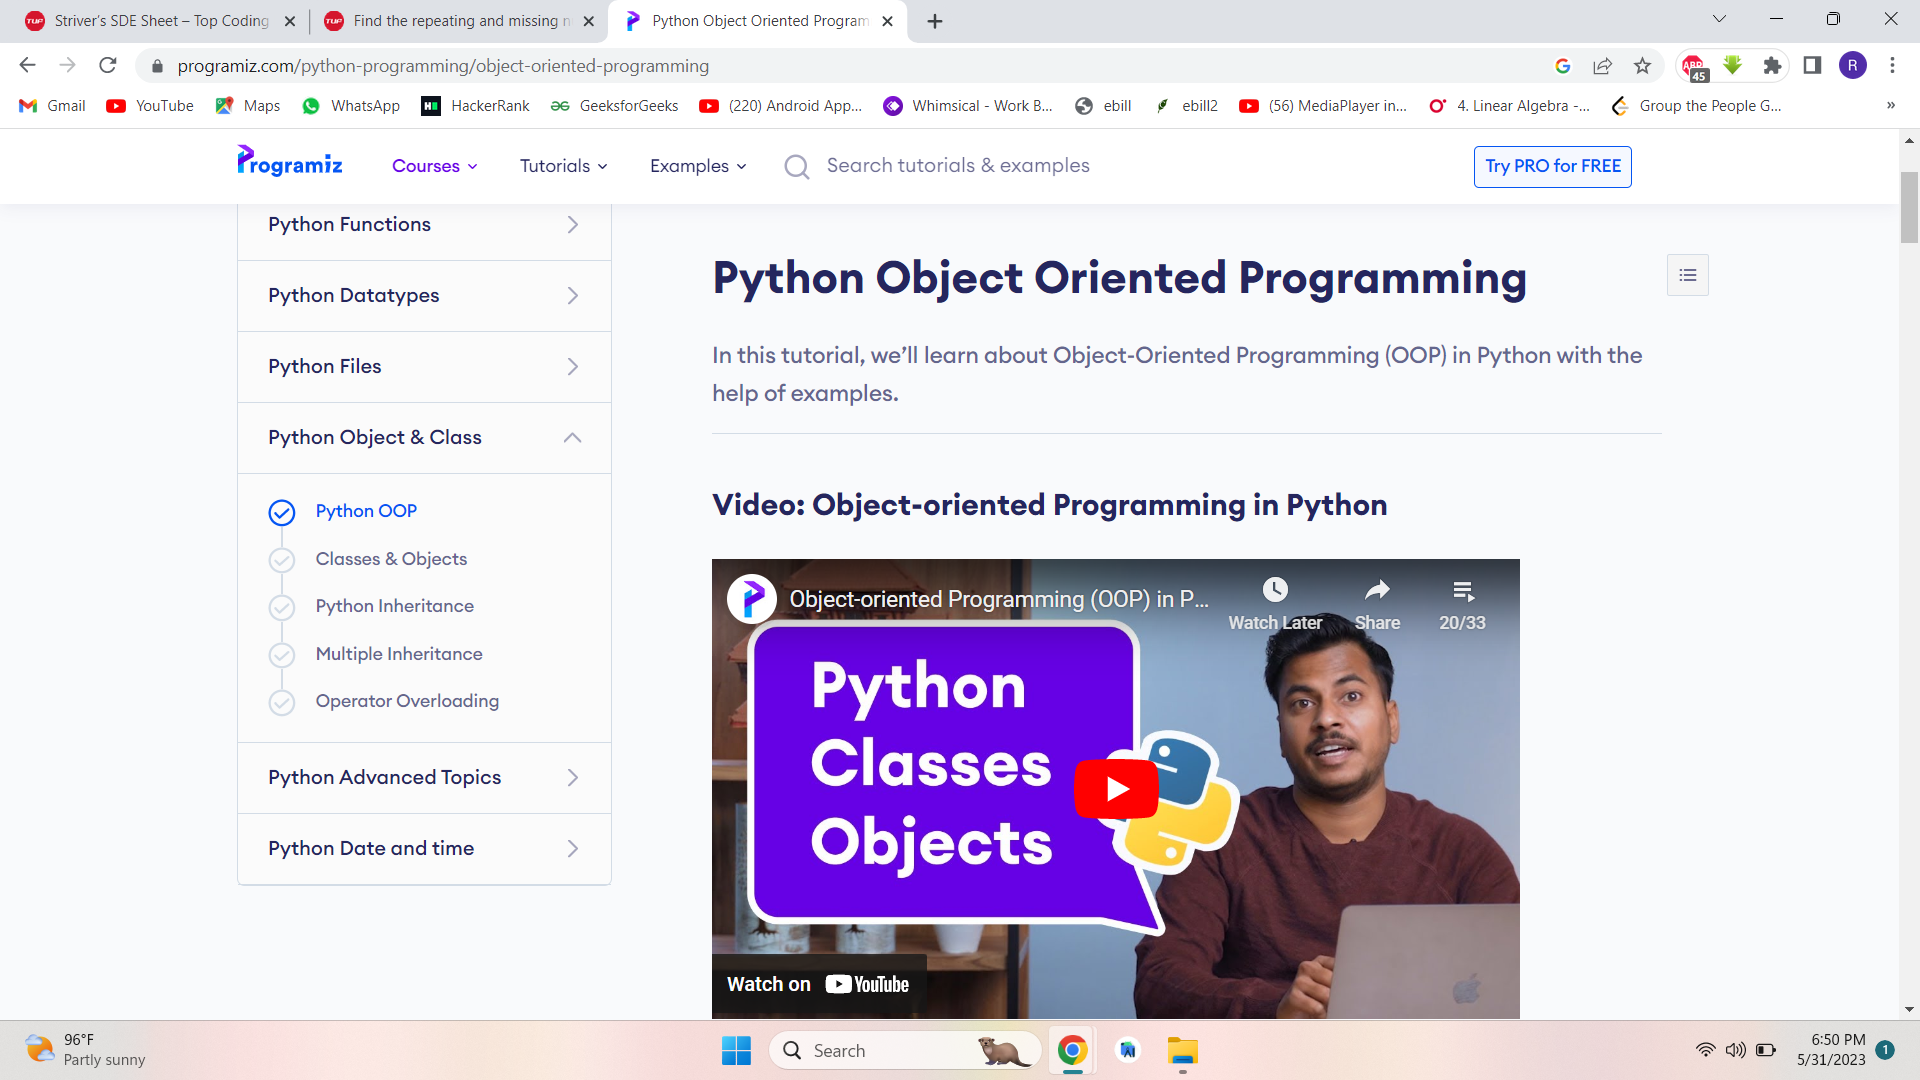 Striver's SDE Sheet – Top Coding
Find the repeating and missing n
Python Object Oriented Program
programiz.com/python-programming/object-oriented-programming
ABP
45
R
Gmail
YouTube
Maps
WhatsApp
HackerRank
GeeksforGeeks
(220) Android App...
Whimsical - Work B...
ebill
ebill2
(56) MediaPlayer in...
4. Linear Algebra -...
Group the People G...
»
Programiz
Courses
Tutorials
Examples
Search tutorials & examples
Try PRO for FREE
Python Functions
Python Datatypes
Python Files
Python Object & Class
Python OOP
Classes & Objects
Python Inheritance
Multiple Inheritance
Operator Overloading
Python Advanced Topics
Python Date and time
Python Object Oriented Programming
In this tutorial, we'll learn about Object-Oriented Programming (OOP) in Python with the
help of examples.
Video: Object-oriented Programming in Python
Object-oriented Programming (OOP) in P...
Watch Later
Share
20/33
Python
Classes
Objects
Watch on YouTube
96°F
Partly sunny
Search
6:50 PM
5/31/2023
1